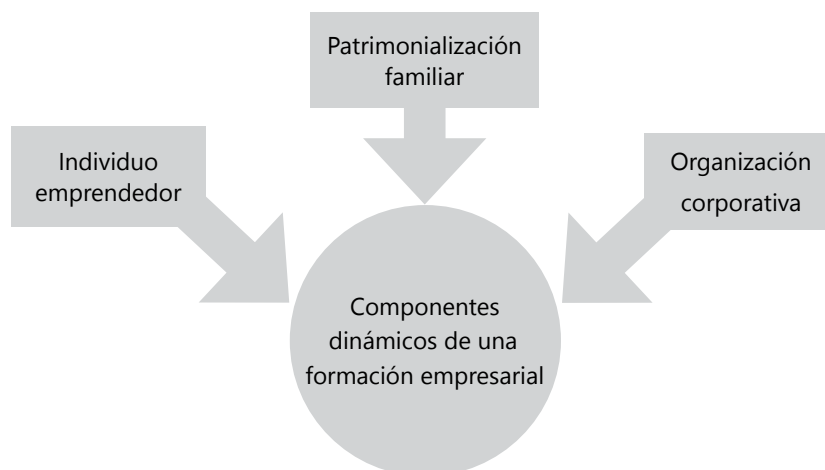 Patrimonialización
familiar
Individuo
emprendedor
Organización
corporativa
Componentes
dinámicos de una
formación empresarial